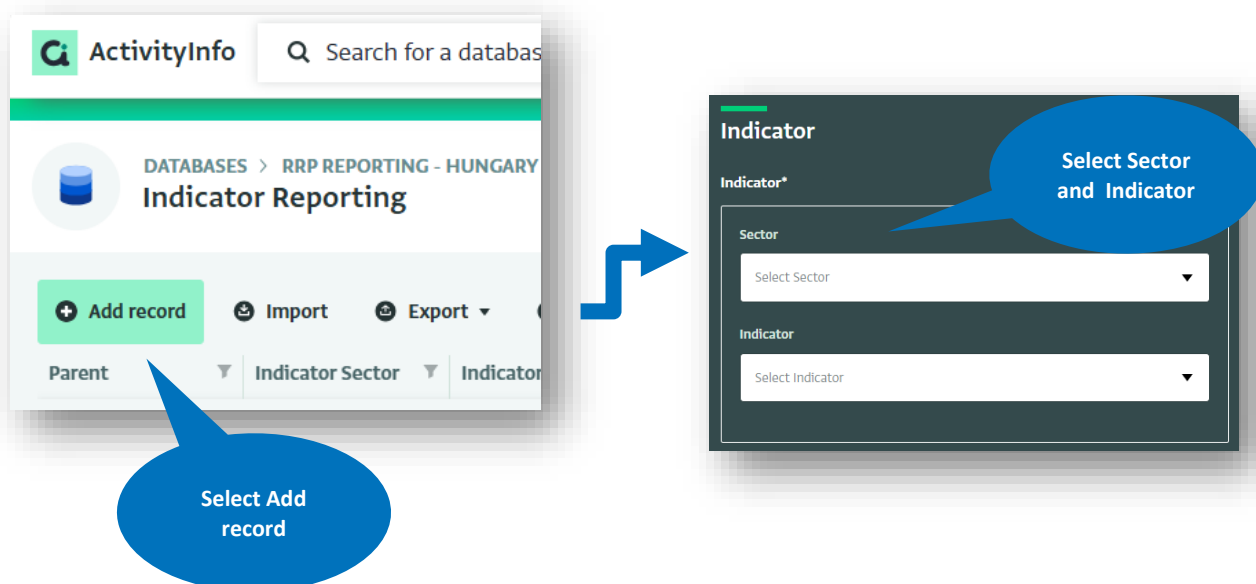 ActivityInfo
Search for a databas
DATABASES > RRP REPORTING - HUNGARY
Indicator Reporting
Add record Import Export
Parent Indicator Sector Indicator
Select Add
record
Indicator
Indicator*
Sector
Select Sector
Indicator
Select Indicator
Select Sector
and Indicator